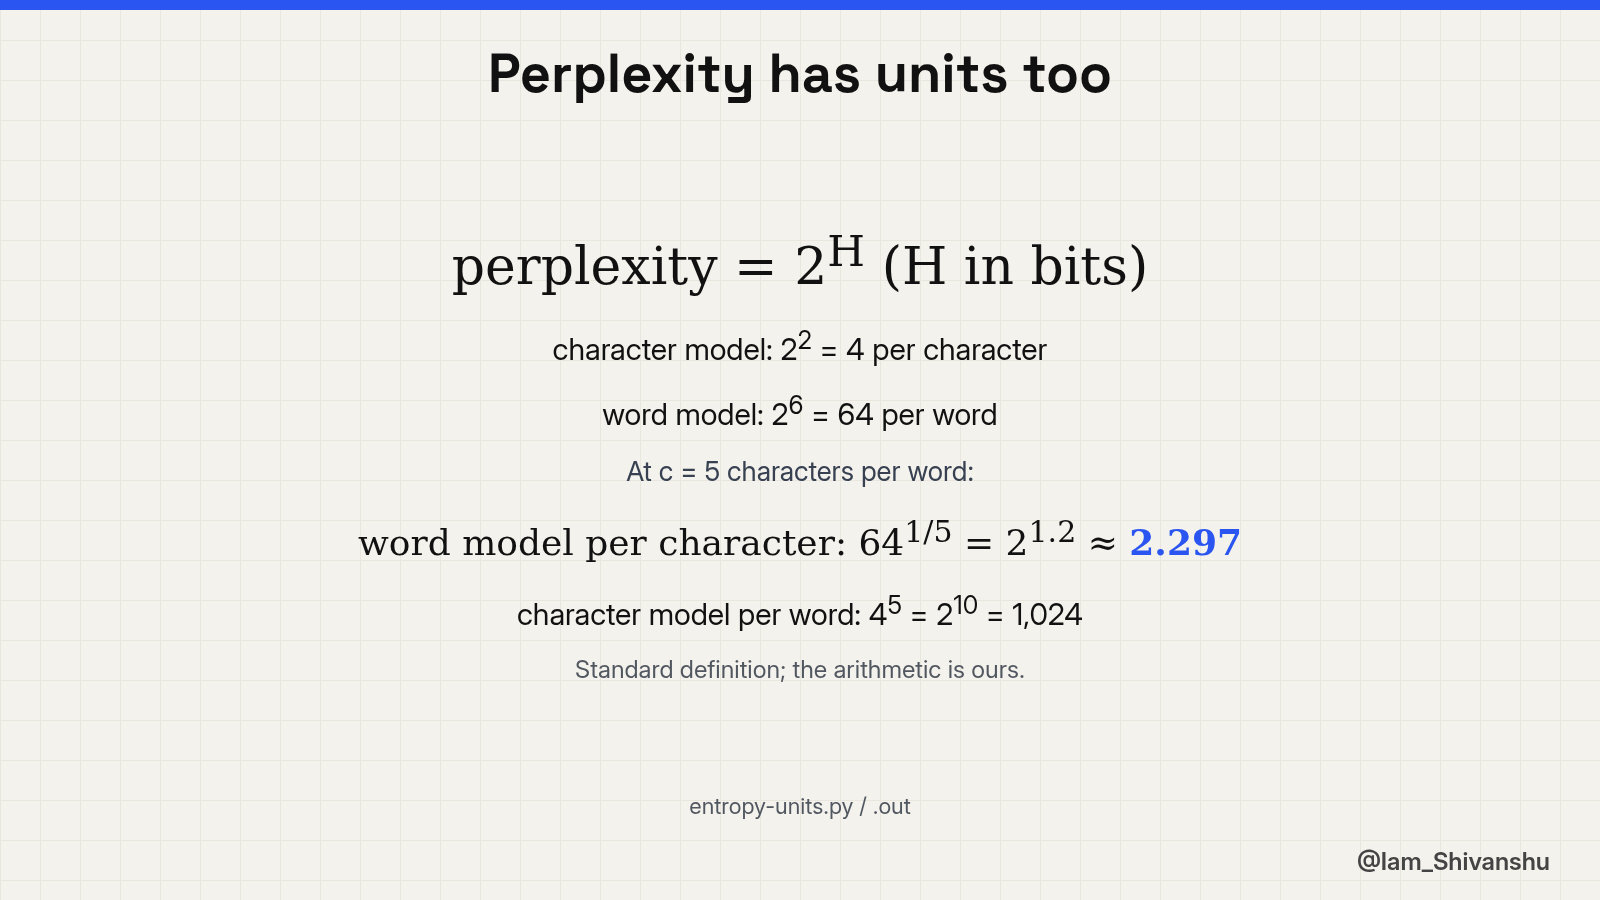 Perplexity has units too
perplexity = 2^H (H in bits)
character model: 2^2 = 4 per character
word model: 2^6 = 64 per word
At c = 5 characters per word:
word model per character: 64^1/5 = 2^1.2 ≈ 2.297
character model per word: 4^5 = 2^10 = 1,024
Standard definition; the arithmetic is ours.
entropy-units.py / .out
@Iam_Shivanshu